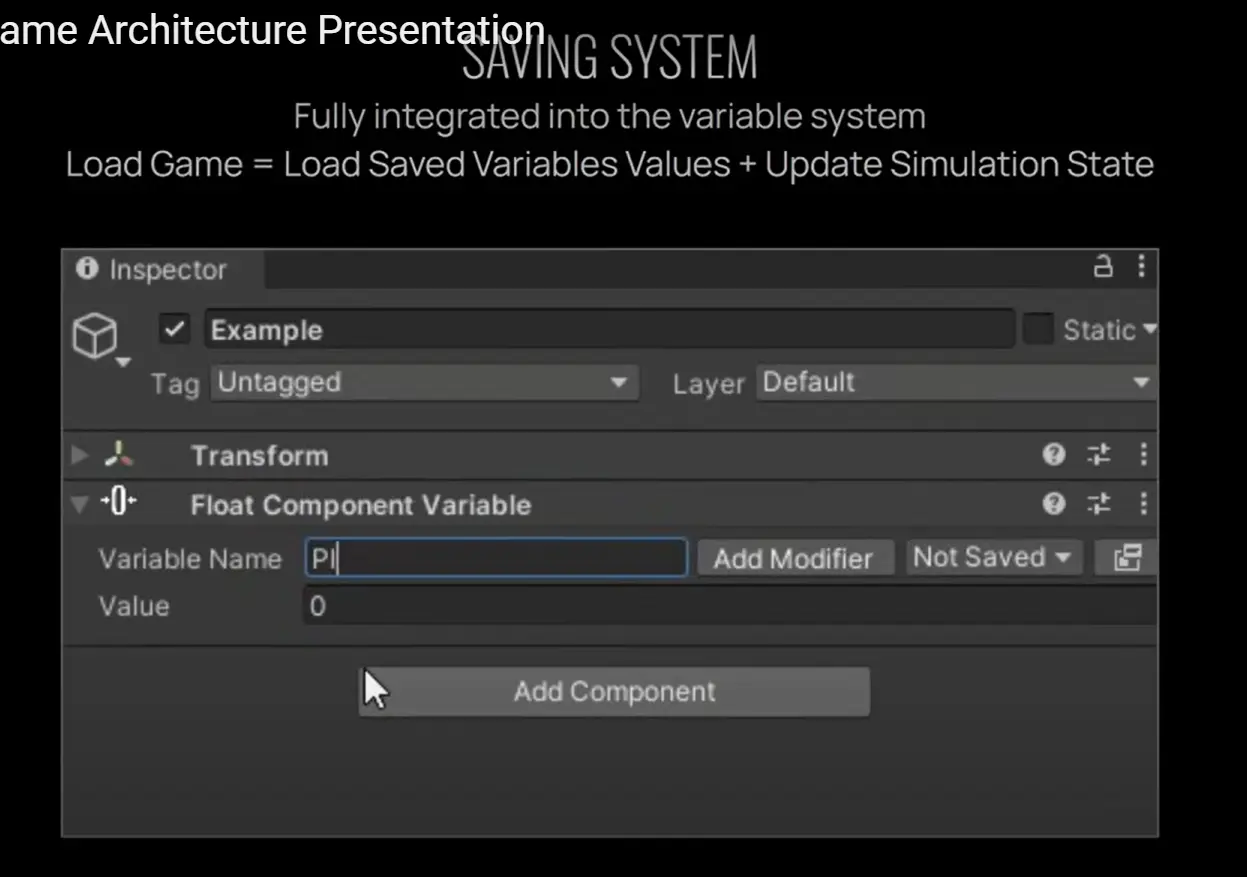 ame Architecture Presentation
SAVING SYSTEM
Fully integrated into the variable system
Load Game = Load Saved Variables Values + Update Simulation State
Inspector
Example Static
Tag Untagged Layer Default
Transform
Float Component Variable
Variable Name Pl Add Modifier Not Saved
Value 0
Add Component